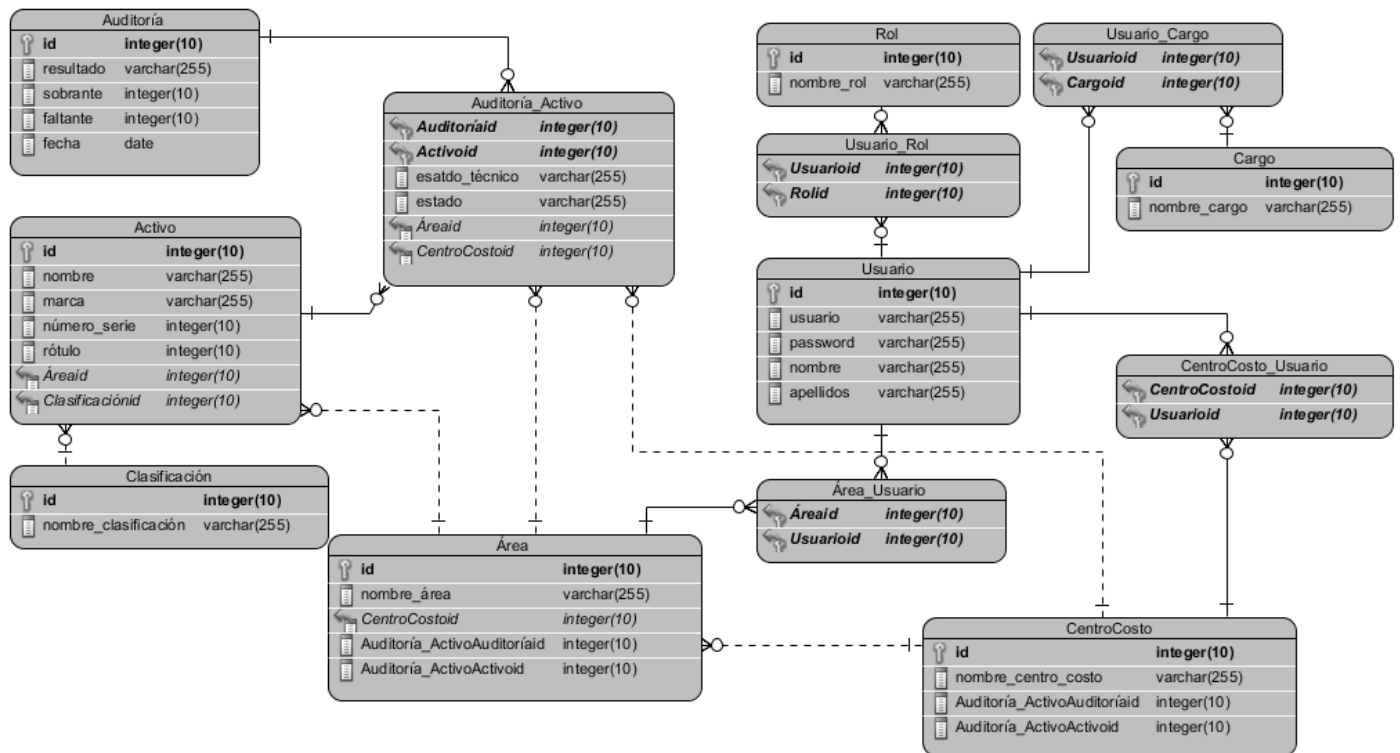 Auditoría
id integer(10)
resultado varchar(255)
sobrante integer(10)
faltante integer(10)
fecha date
Auditoría_Activo
Auditoríaid integer(10)
Activoid integer(10)
esatdo_técnico varchar(255)
estado varchar(255)
Áreaid integer(10)
CentroCostoid integer(10)
Rol
id integer(10)
nombre_rol varchar(255)
Usuario_Cargo
Usuarioid integer(10)
Cargoid integer(10)
Usuario_Rol
Usuarioid integer(10)
Rolid integer(10)
Cargo
id integer(10)
nombre_cargo varchar(255)
Activo
id integer(10)
nombre varchar(255)
marca varchar(255)
número_serie integer(10)
rótulo integer(10)
Áreaid integer(10)
Clasificaciónid integer(10)
Usuario
id integer(10)
usuario varchar(255)
password varchar(255)
nombre varchar(255)
apellidos varchar(255)
CentroCosto_Usuario
CentroCostoid integer(10)
Usuarioid integer(10)
Clasificación
id integer(10)
nombre_clasificación varchar(255)
Área_Usuario
Áreaid integer(10)
Usuarioid integer(10)
Área
id integer(10)
nombre_área varchar(255)
CentroCostoid integer(10)
Auditoría_ActivoAuditoríaid integer(10)
Auditoría_ActivoActivoid integer(10)
CentroCosto
id integer(10)
nombre_centro_costo varchar(255)
Auditoría_ActivoAuditoríaid integer(10)
Auditoría_ActivoActivoid integer(10)